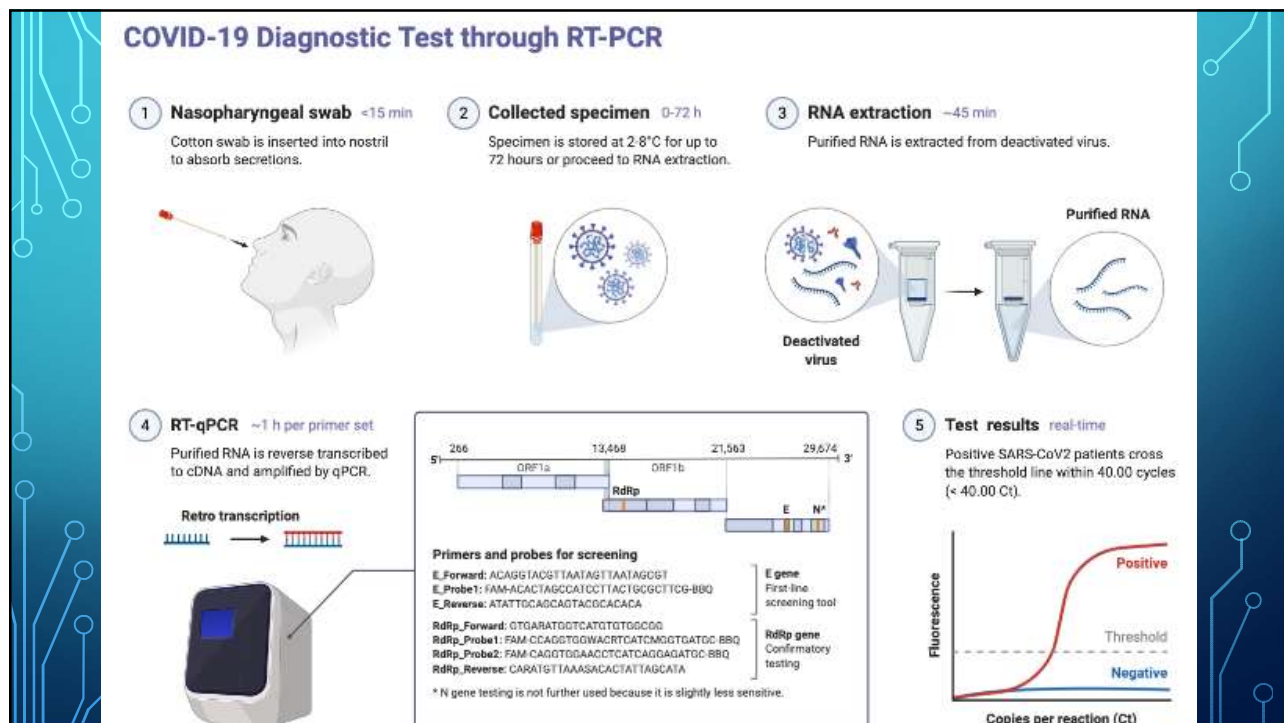 COVID-19 Diagnostic Test through RT-PCR
1 Nasopharyngeal swab <15 min
Cotton swab is inserted into nostril
to absorb secretions.
2 Collected specimen 0-72 h
Specimen is stored at 2-8°C for up to
72 hours or proceed to RNA extraction.
3 RNA extraction ~45 min
Purified RNA is extracted from deactivated virus.
Deactivated
virus
Purified RNA
4 RT-qPCR ~1 h per primer set
Purified RNA is reverse transcribed
to cDNA and amplified by qPCR.
Retro transcription
266 13,468 21,563 29,674
5' 3'
ORF1a ORF1b
RdRp
E N*
Primers and probes for screening
E_Forward: ACAGGTACGTTAATAGTTAATAGCGT
E_Probe1: FAM-ACACTAGCCATCCTTACTGCGCTTCG-BBQ
E_Reverse: ATATTGCAGCAGTACGCACACA
E gene
First-line
screening tool
RdRp_Forward: GTGARATGGTCATGTGTGGCGG
RdRp_Probe1: FAM-CCAGGTGGWACRTCATCMGGTGATGC-BBQ
RdRp_Probe2: FAM-CAGGTGGAACCTCATCAGGAGATGC-BBQ
RdRp_Reverse: CARATGTTAAASACACTATTAGCATA
RdRp gene
Confirmatory
testing
* N gene testing is not further used because it is slightly less sensitive.
5 Test results real-time
Positive SARS-CoV2 patients cross
the threshold line within 40.00 cycles
(< 40.00 Ct).
Fluorescence
Positive
Threshold
Negative
Copies per reaction (Ct)